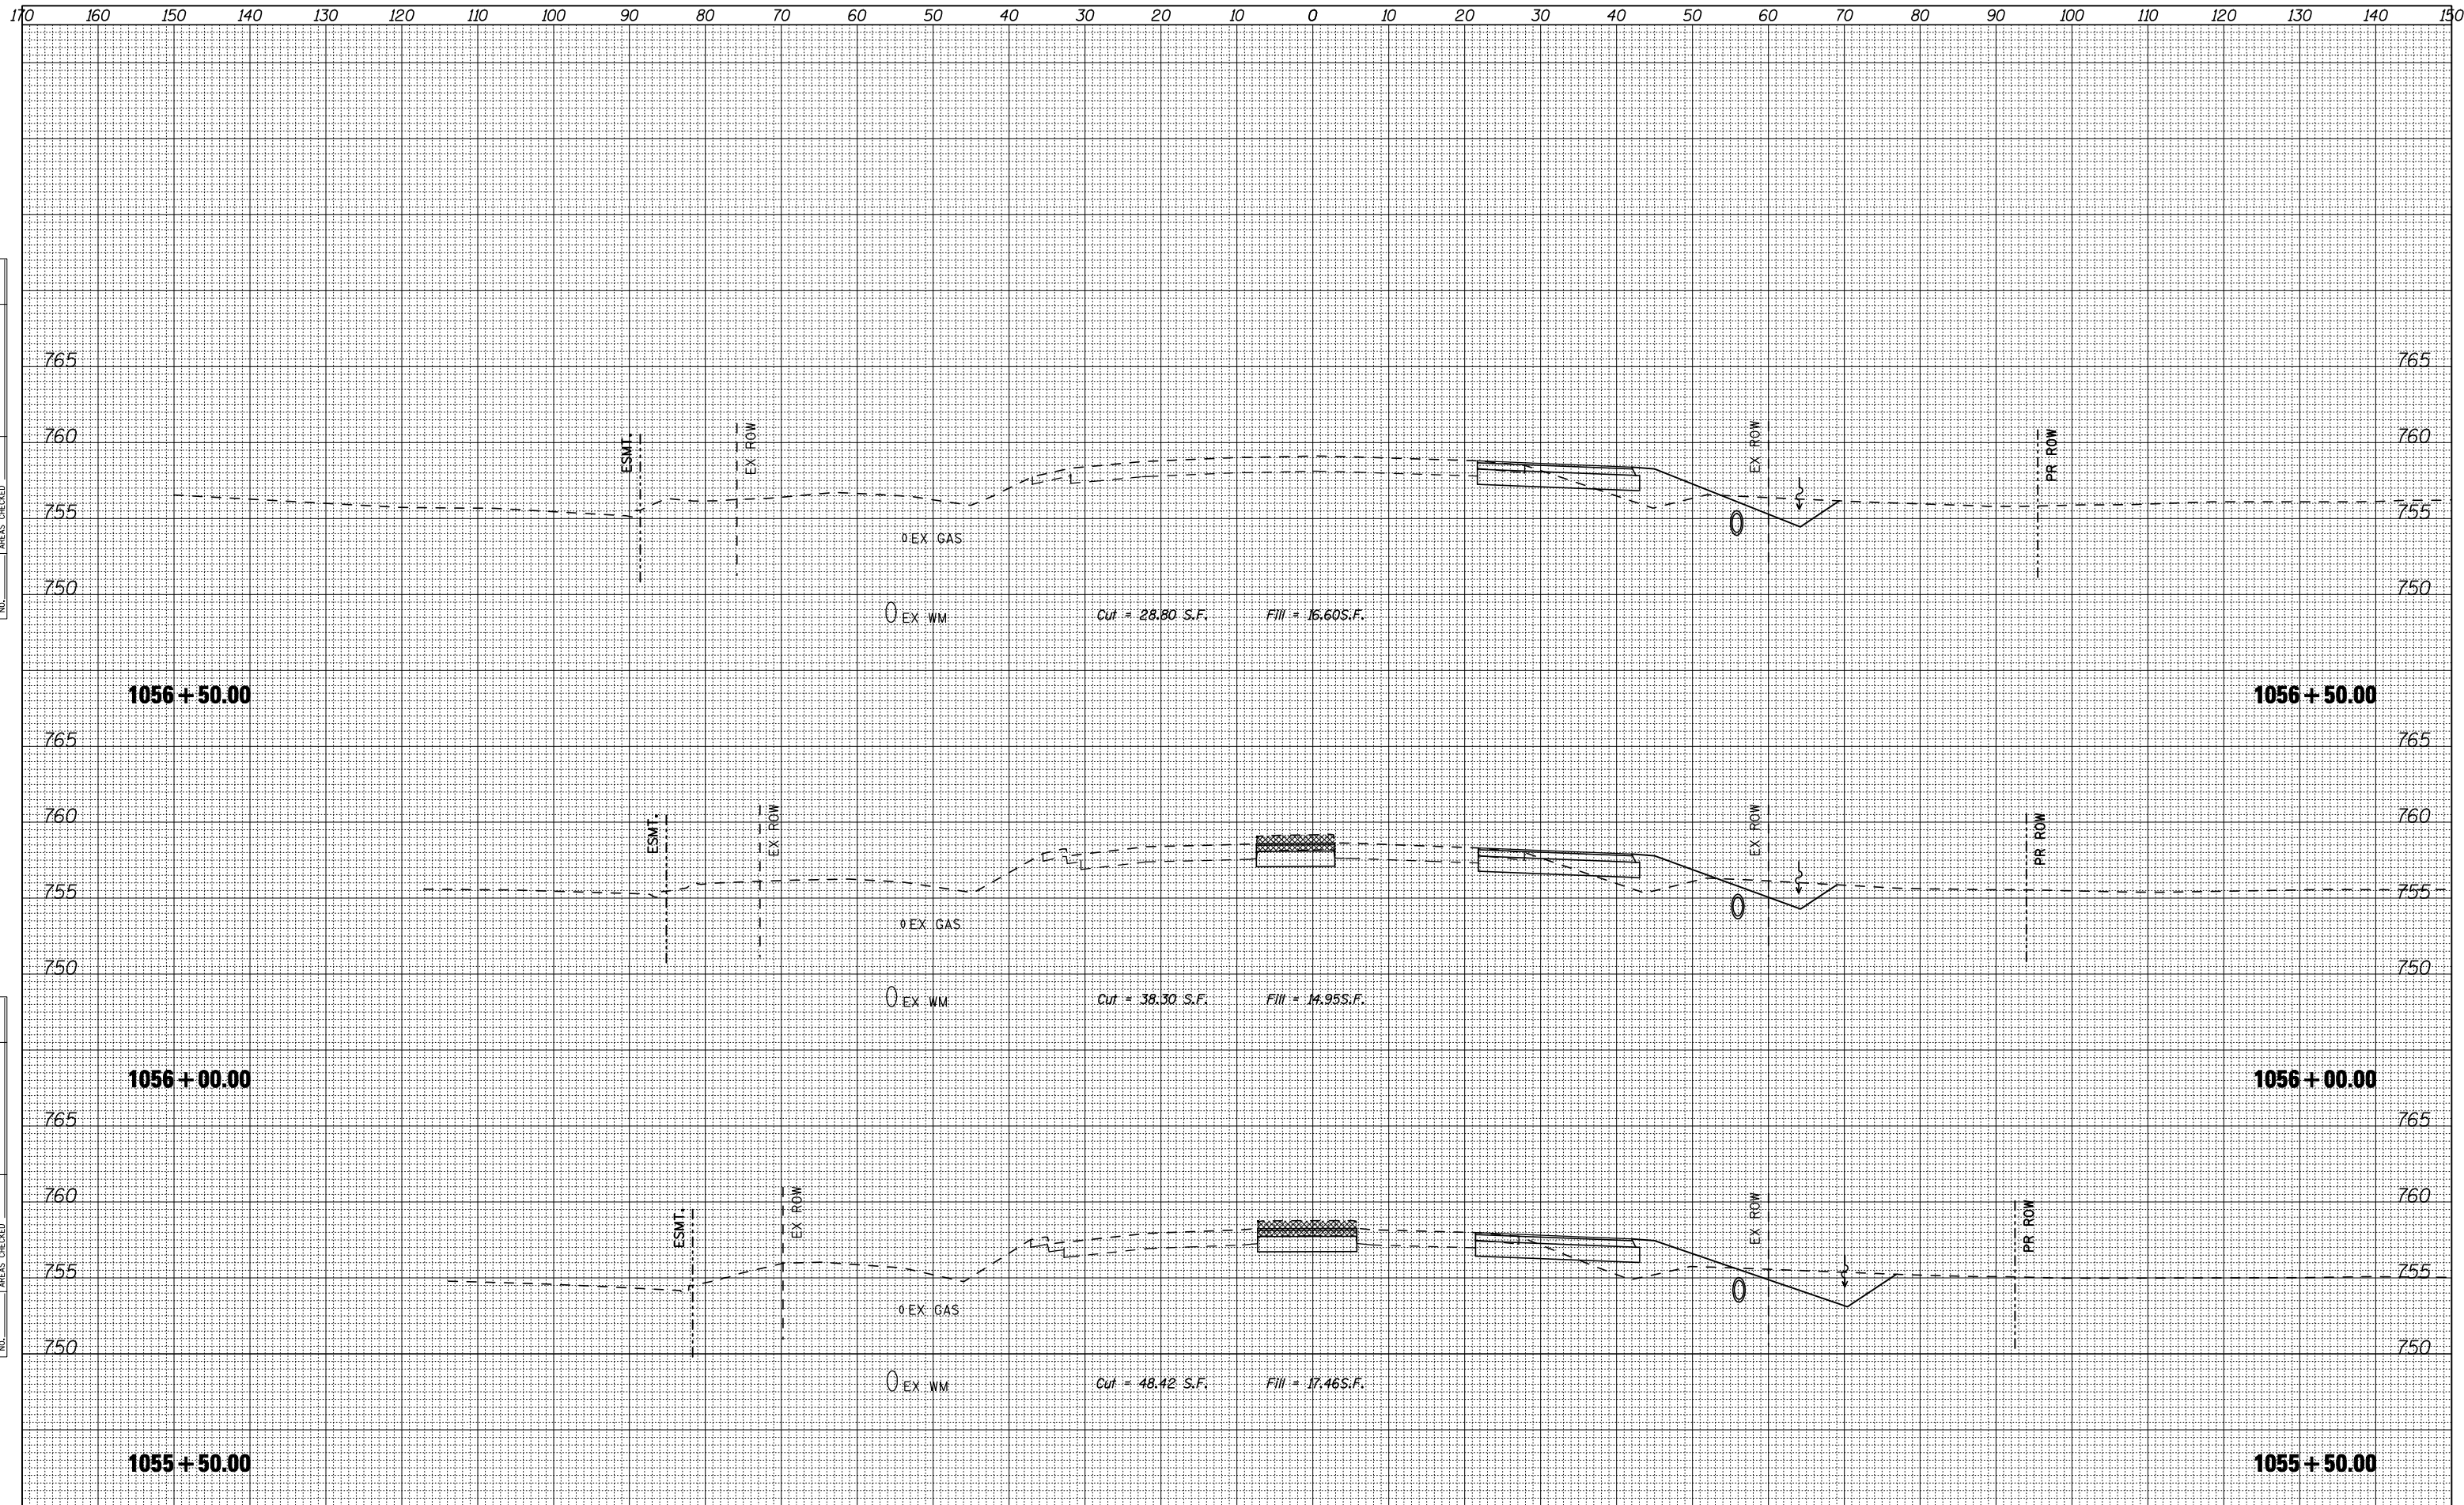 170 160 150 140 130 120 110 100 90 80 70 60 50 40 30 20 10 0 10 20 30 40 50 60 70 80 90 100 110 120 130 140 150
765 765
760 ESMT. EX ROW EX ROW PR ROW 760
AREAS CHECKED
755 755
EX GAS
750 750
NO.
EX WM Cut = 28.80 S.F. Fill = 16.60S.F.
1056+50.00 1056+50.00
765 765
760 ESMT. EX ROW EX ROW PR ROW 760
755 755
EX GAS
750 750
EX WM Cut = 38.30 S.F. Fill = 14.95S.F.
1056+00.00 1056+00.00
765 765
760 ESMT. EX ROW EX ROW PR ROW 760
AREAS CHECKED
755 755
EX GAS
750 750
NO.
EX WM Cut = 48.42 S.F. Fill = 17.46S.F.
1055+50.00 1055+50.00